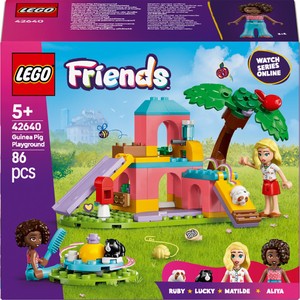 LEGO
42640
WATCH
SERIES
ONLINE
LEGO
Friends
5+
42640
Guinea Pig
Playground
86
pcs
RUBY • LUCKY • MATILDE • ALIYA